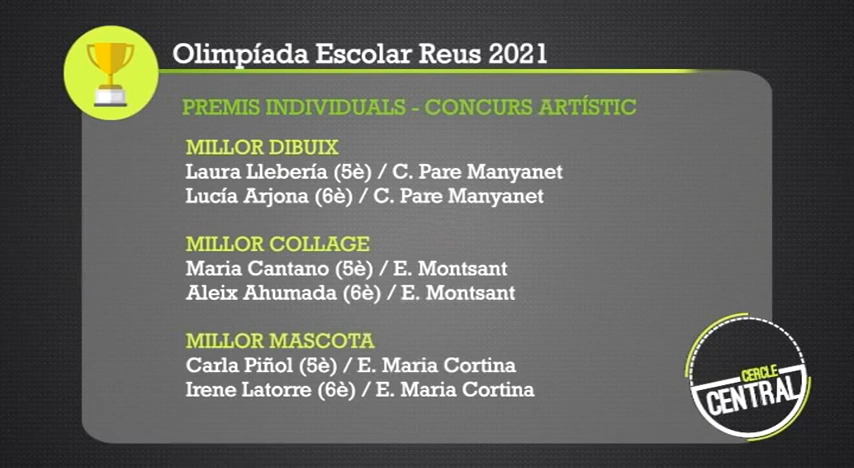 Olimpíada Escolar Reus 2021
PREMIS INDIVIDUALS - CONCURS ARTÍSTIC
MILLOR DIBUIX
Laura Llebería (5è) / C. Pare Manyanet
Lucía Arjona (6è) / C. Pare Manyanet
MILLOR COLLAGE
Maria Cantano (5è) / E. Montsant
Aleix Ahumada (6è) / E. Montsant
MILLOR MASCOTA
Carla Piñol (5è) / E. Maria Cortina
Irene Latorre (6è) / E. Maria Cortina
CERCLE
CENTRAL